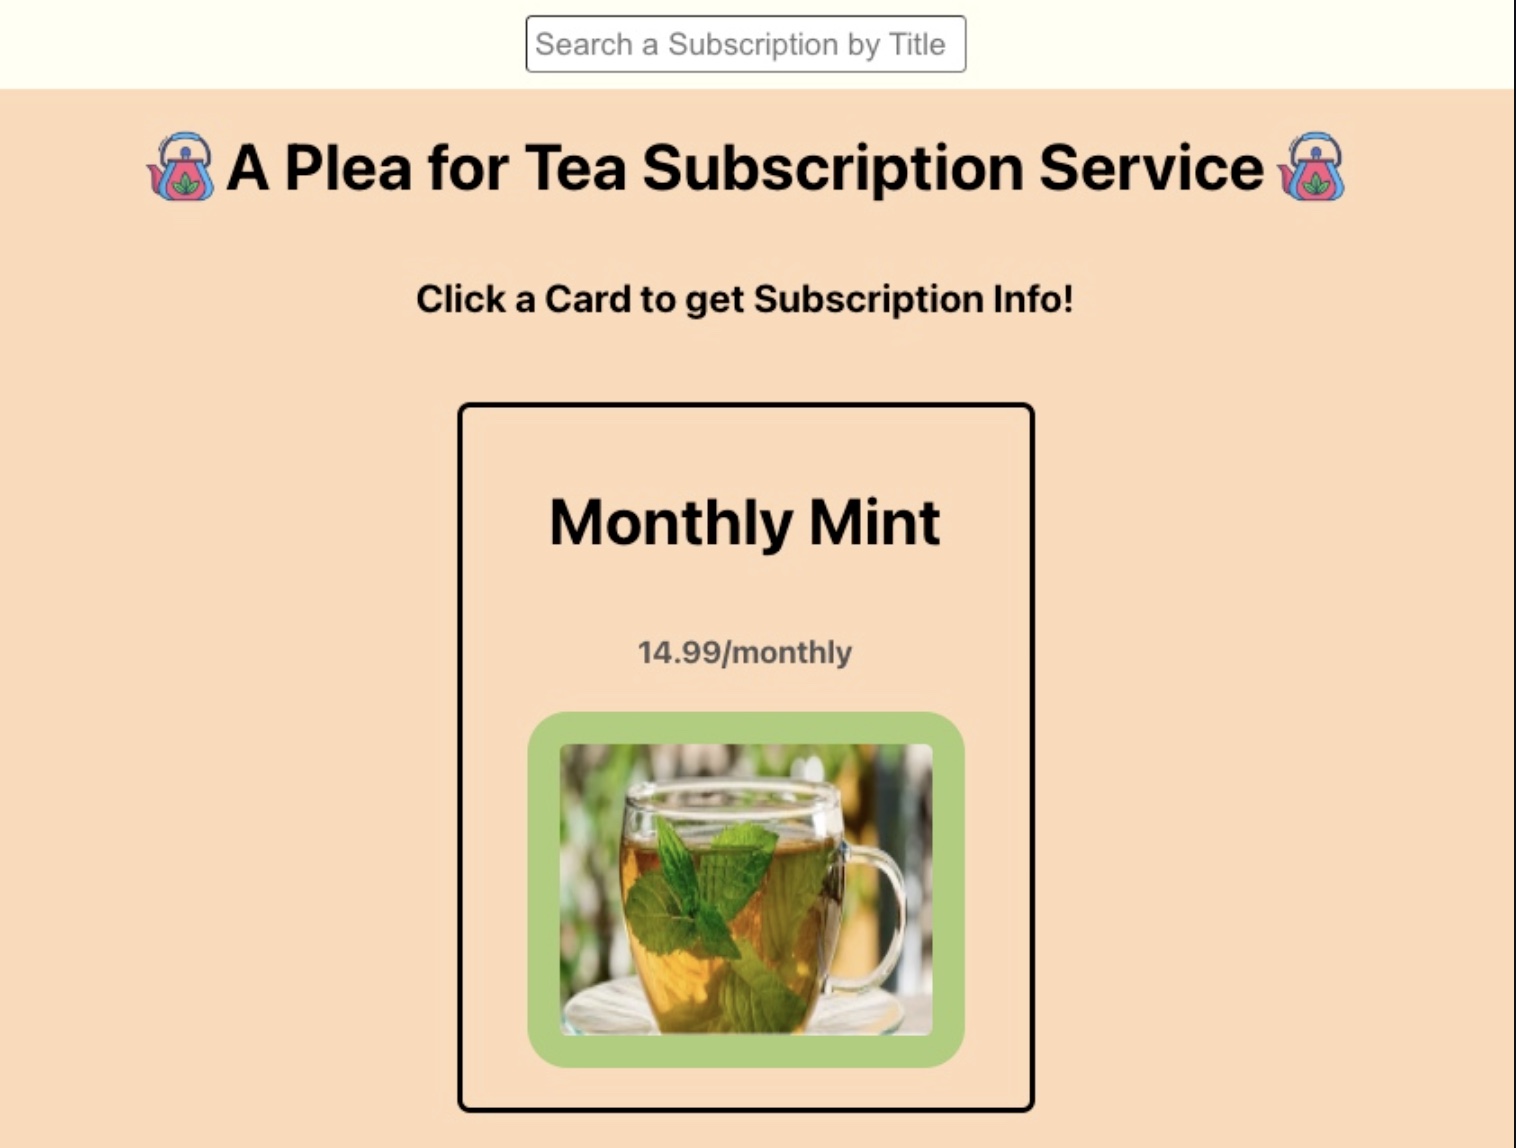 Search a Subscription by Title
A Plea for Tea Subscription Service
Click a Card to get Subscription Info!
Monthly Mint
14.99/monthly